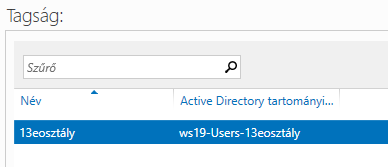 Tagság:
Szűrő
Név Active Directory tartományi...
13eosztály ws19-Users-13eosztály